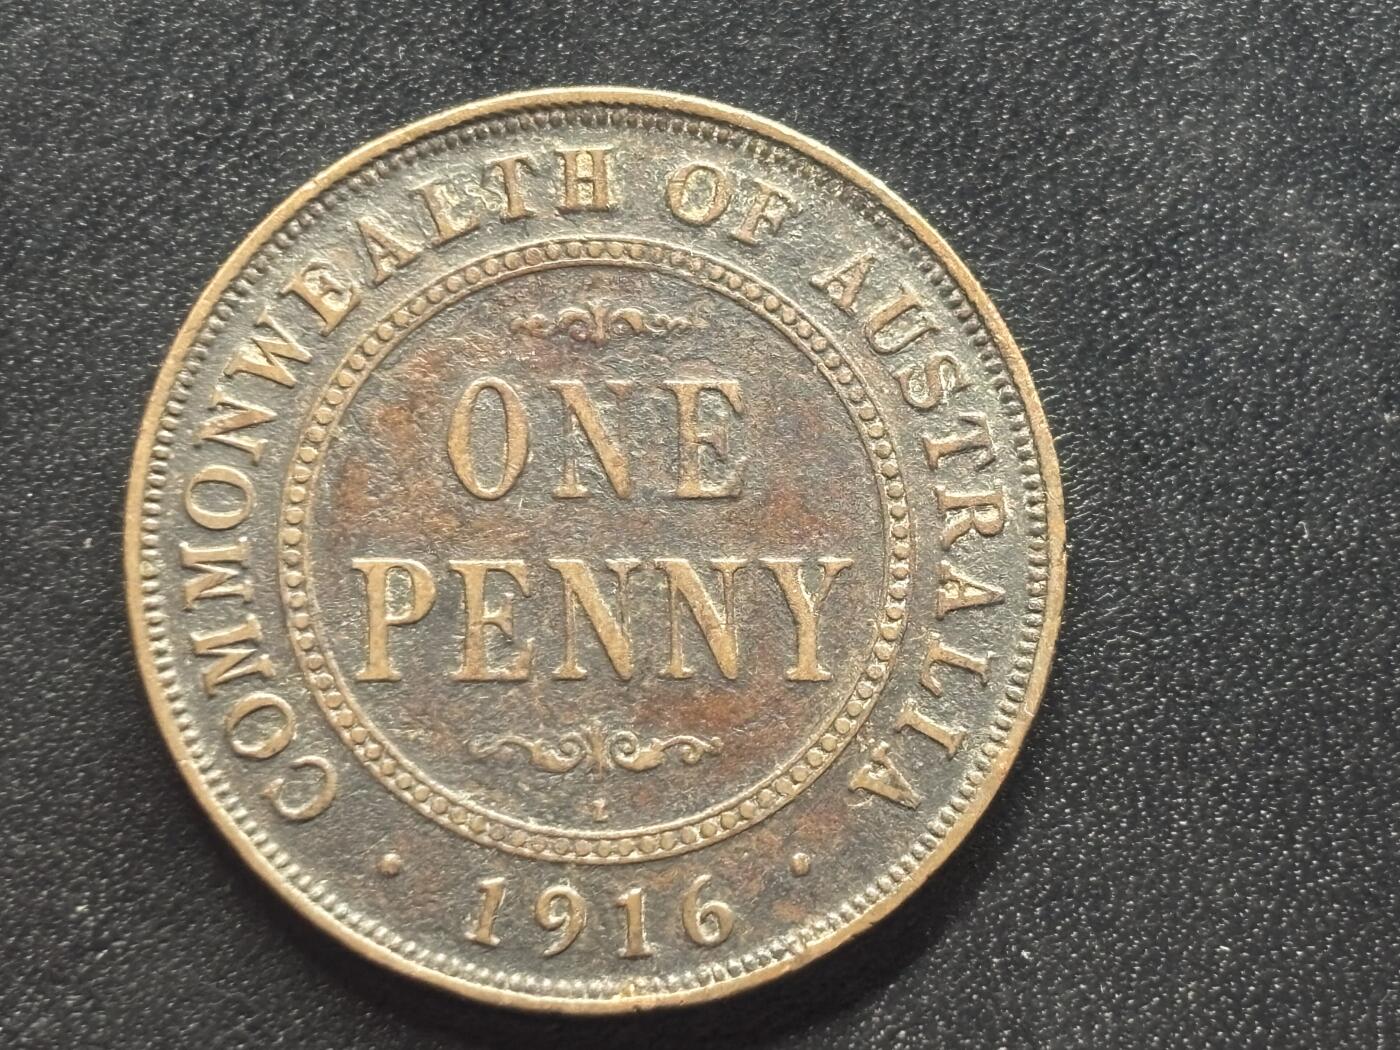 COMMONWEALTH OF AUSTRALIA
ONE
PENNY
I
· 1916 ·